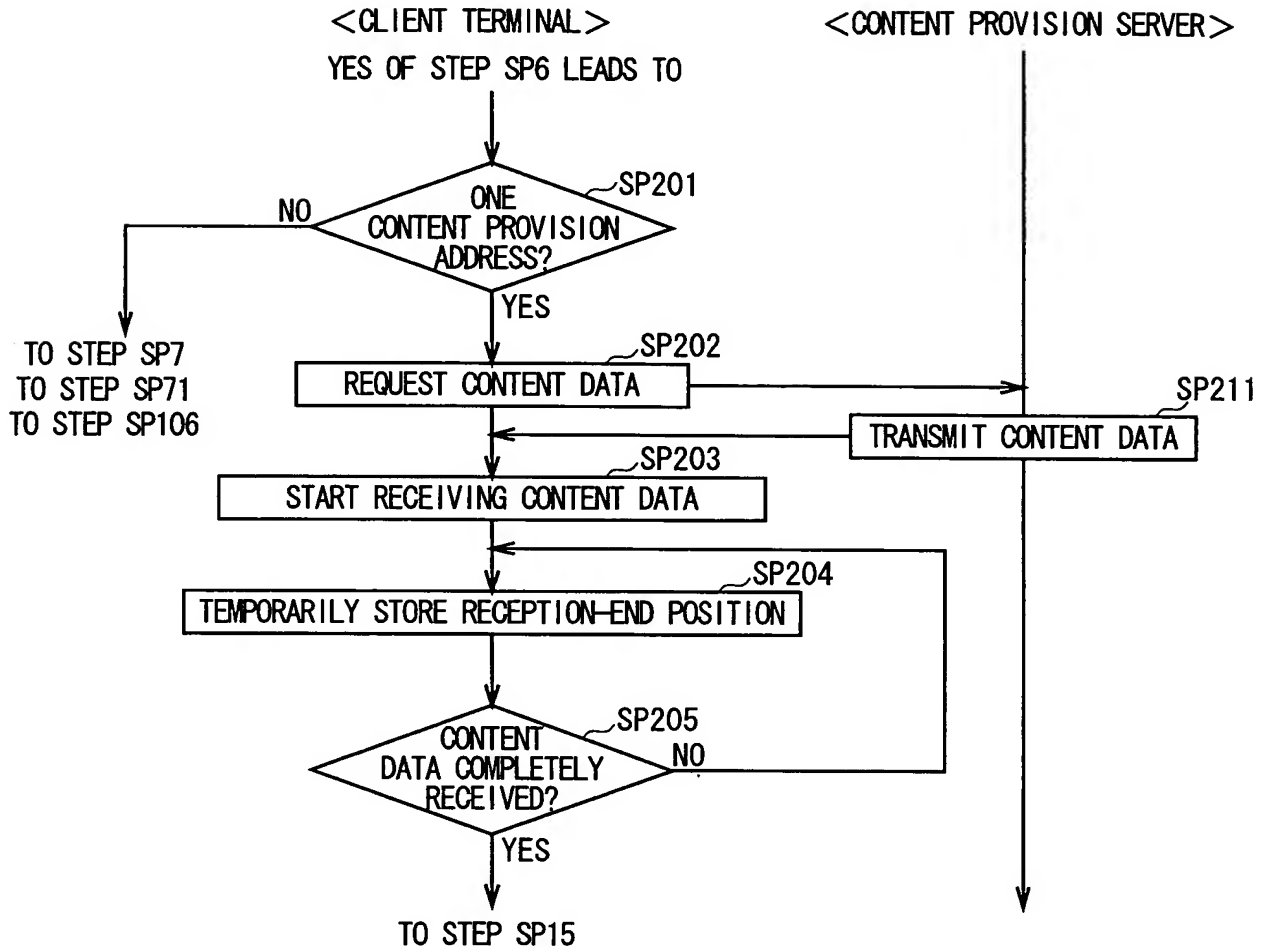 <CLIENT TERMINAL>
<CONTENT PROVISION SERVER>
YES OF STEP SP6 LEADS TO
SP201
ONE
CONTENT PROVISION
ADDRESS?
NO
YES
TO STEP SP7
TO STEP SP71
TO STEP SP106
SP202
REQUEST CONTENT DATA
SP211
TRANSMIT CONTENT DATA
SP203
START RECEIVING CONTENT DATA
SP204
TEMPORARILY STORE RECEPTION-END POSITION
SP205
CONTENT
DATA COMPLETELY
RECEIVED?
NO
YES
TO STEP SP15